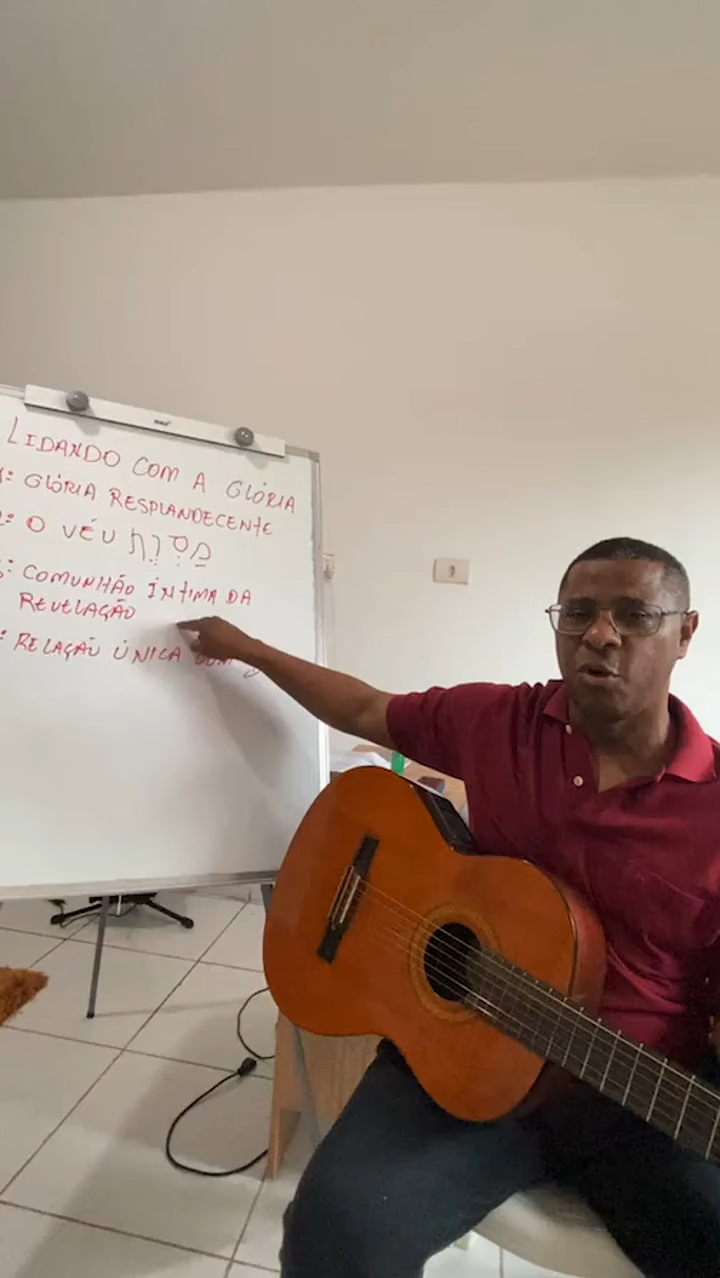 LIDANDO COM A GLÓRIA
: GLÓRIA RESPLANDECENTE
: O VÉU מַסְוֶה
: COMUNHÃO ÍNTIMA DA
REVELAÇÃO
: RELAÇÃO ÚNICA